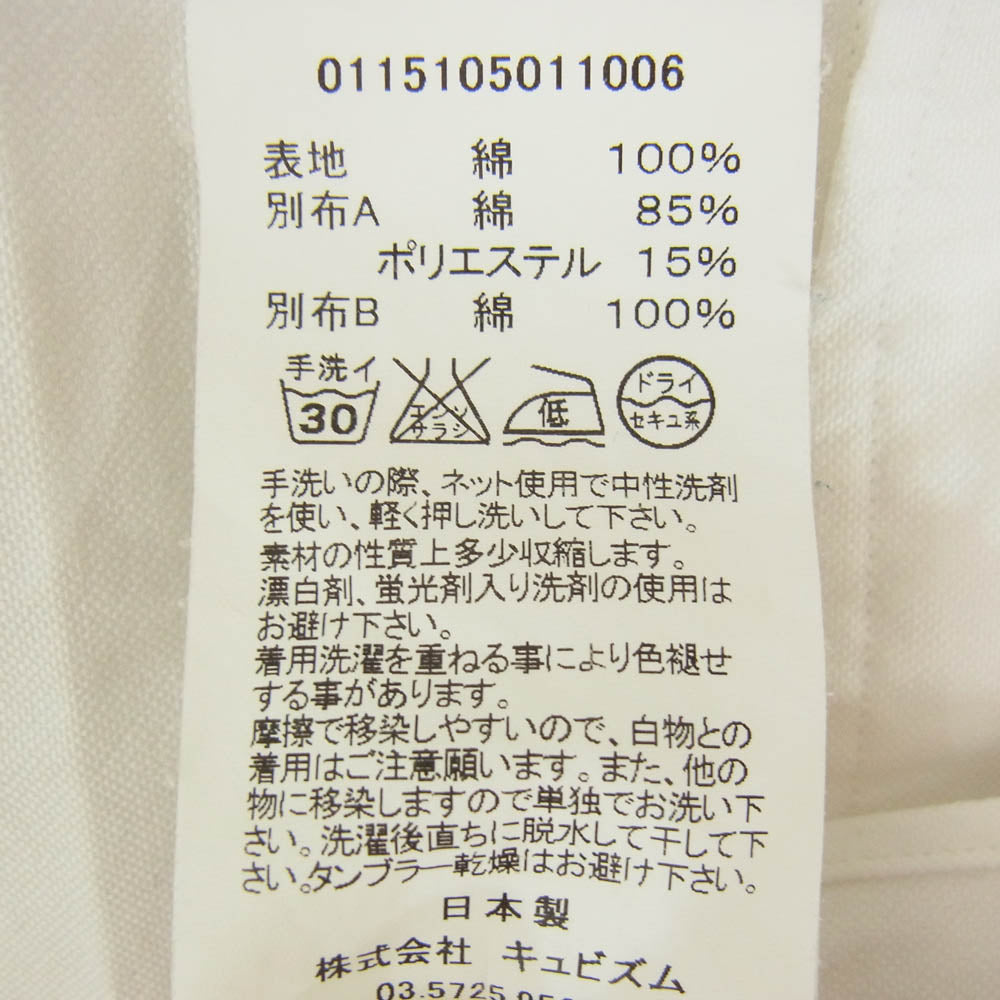 0115105011006
表地 綿 100%
別布A 綿 85%
ポリエステル 15%
別布B 綿 100%
手洗イ
30
エンソ
サラシ
低
ドライ
セキユ系
手洗いの際、ネット使用で中性洗剤
を使い、軽く押し洗いして下さい。
素材の性質上多少収縮します。
漂白剤、蛍光剤入り洗剤の使用は
お避け下さい。
着用洗濯を重ねる事により色褪せ
する事があります。
摩擦で移染しやすいので、白物との
着用はご注意願います。また、他の
物に移染しますので単独でお洗い下
さい。洗濯後直ちに脱水して干して下
さい。タンブラー乾燥はお避け下さい。
日本製
株式会社 キュビズム
03.5725